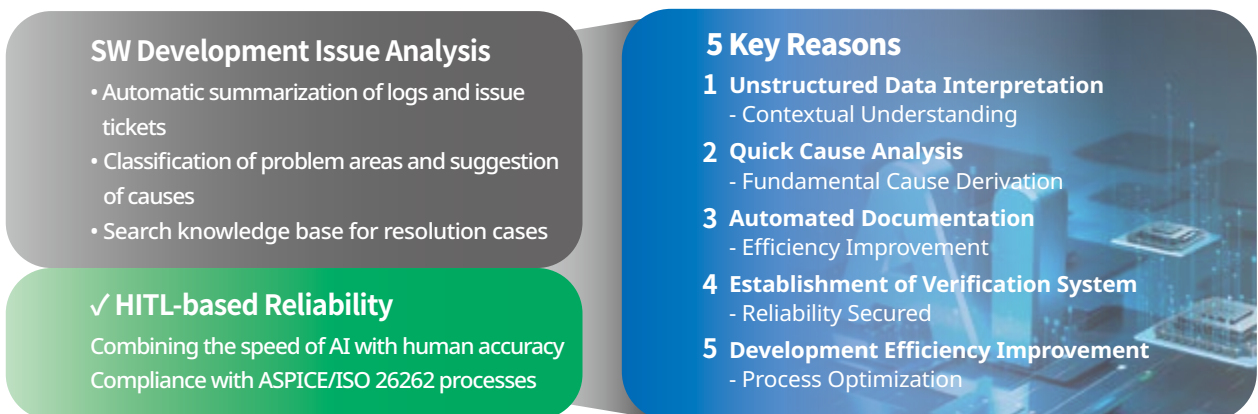 SW Development Issue Analysis
• Automatic summarization of logs and issue
tickets
• Classification of problem areas and suggestion
of causes
• Search knowledge base for resolution cases
✓ HITL-based Reliability
Combining the speed of AI with human accuracy
Compliance with ASPICE/ISO 26262 processes
5 Key Reasons
1 Unstructured Data Interpretation
- Contextual Understanding
2 Quick Cause Analysis
- Fundamental Cause Derivation
3 Automated Documentation
- Efficiency Improvement
4 Establishment of Verification System
- Reliability Secured
5 Development Efficiency Improvement
- Process Optimization